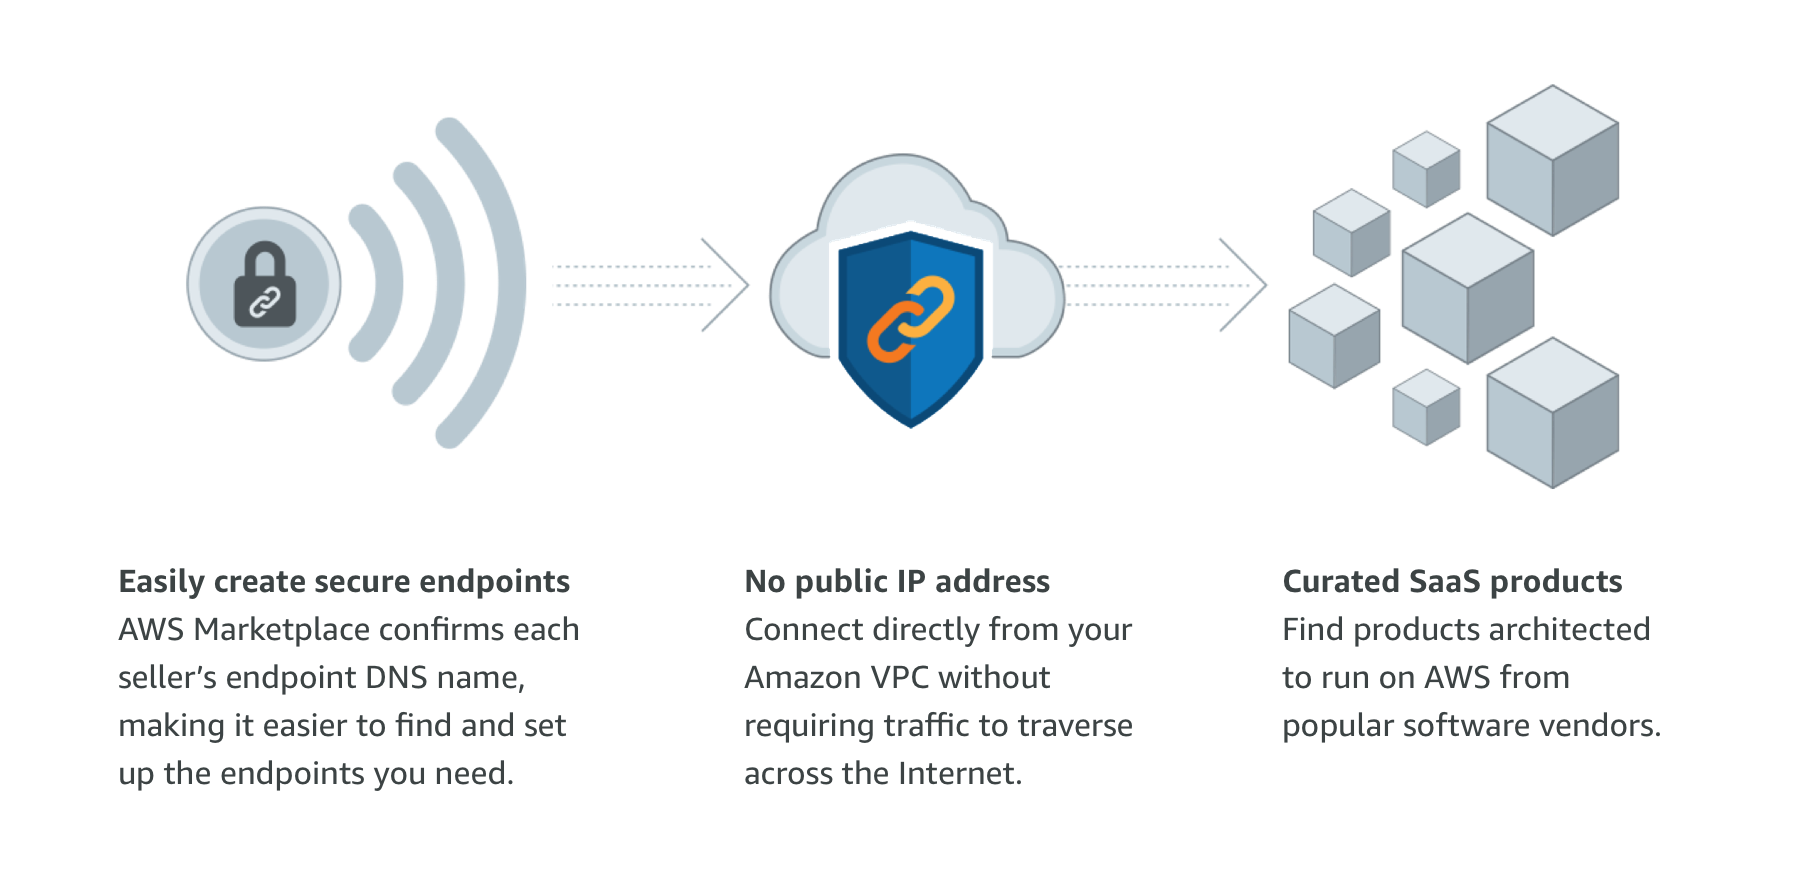 Easily create secure endpoints
AWS Marketplace confirms each
seller’s endpoint DNS name,
making it easier to find and set
up the endpoints you need.
No public IP address
Connect directly from your
Amazon VPC without
requiring traffic to traverse
across the Internet.
Curated SaaS products
Find products architected
to run on AWS from
popular software vendors.